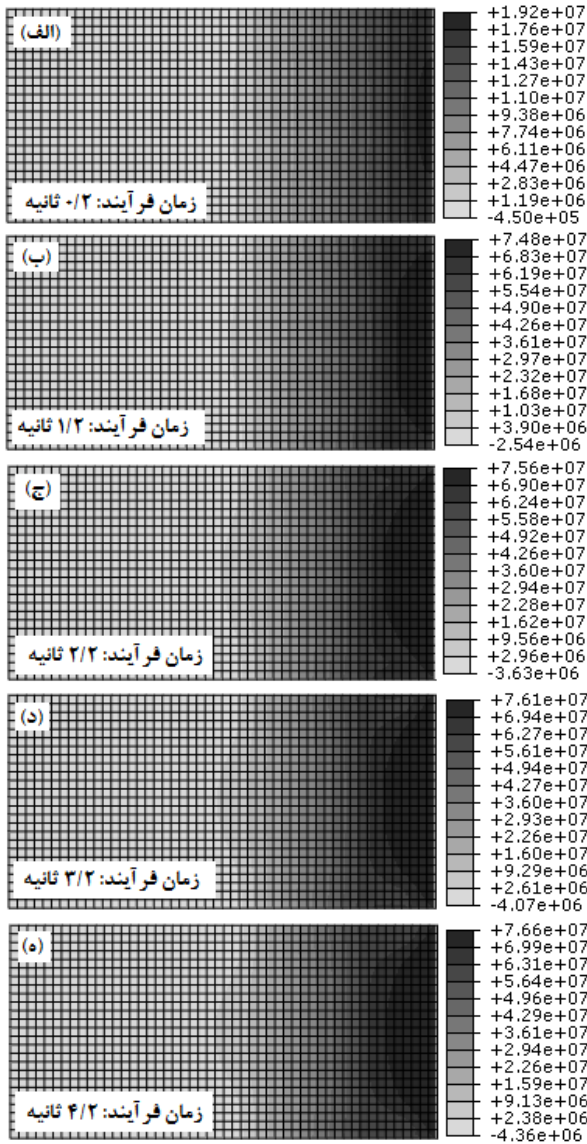 (الف)
زمان فرآیند: ۰/۲ ثانیه
+1.92e+07
+1.76e+07
+1.59e+07
+1.43e+07
+1.27e+07
+1.10e+07
+9.38e+06
+7.74e+06
+6.11e+06
+4.47e+06
+2.83e+06
+1.19e+06
-4.50e+05
(ب)
زمان فرآیند: ۱/۲ ثانیه
+7.48e+07
+6.83e+07
+6.19e+07
+5.54e+07
+4.90e+07
+4.26e+07
+3.61e+07
+2.97e+07
+2.32e+07
+1.68e+07
+1.03e+07
+3.90e+06
-2.54e+06
(ج)
زمان فرآیند: ۲/۲ ثانیه
+7.56e+07
+6.90e+07
+6.24e+07
+5.58e+07
+4.92e+07
+4.26e+07
+3.60e+07
+2.94e+07
+2.28e+07
+1.62e+07
+9.56e+06
+2.96e+06
-3.63e+06
(د)
زمان فرآیند: ۳/۲ ثانیه
+7.61e+07
+6.94e+07
+6.27e+07
+5.61e+07
+4.94e+07
+4.27e+07
+3.60e+07
+2.93e+07
+2.26e+07
+1.60e+07
+9.29e+06
+2.61e+06
-4.07e+06
(ه)
زمان فرآیند: ۴/۲ ثانیه
+7.66e+07
+6.99e+07
+6.31e+07
+5.64e+07
+4.96e+07
+4.29e+07
+3.61e+07
+2.94e+07
+2.26e+07
+1.59e+07
+9.13e+06
+2.38e+06
-4.36e+06